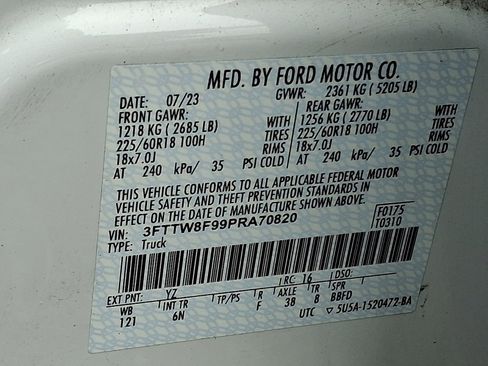 MFD. BY FORD MOTOR CO.
DATE: 07/23 GVWR: 2361 KG ( 5205 LB)
FRONT GAWR: REAR GAWR:
1218 KG ( 2685 LB) WITH 1256 KG ( 2770 LB) WITH
225/60R18 100H TIRES 225/60R18 100H TIRES
18x7.0J RIMS 18x7.0J RIMS
AT 240 kPa/ 35 PSI COLD AT 240 kPa/ 35 PSI COLD
THIS VEHICLE CONFORMS TO ALL APPLICABLE FEDERAL MOTOR
VEHICLE SAFETY AND THEFT PREVENTION STANDARDS IN
EFFECT ON THE DATE OF MANUFACTURE SHOWN ABOVE.
VIN: 3FTTW8F99PRA70820 F0175
TYPE: Truck T0310
EXT PNT: YZ RC: 16 DSO:
WB INT TR TP/PS R AXLE TR SPR
121 6N F 38 8 BBFD
UTC ▽ 5U5A-1520472-BA